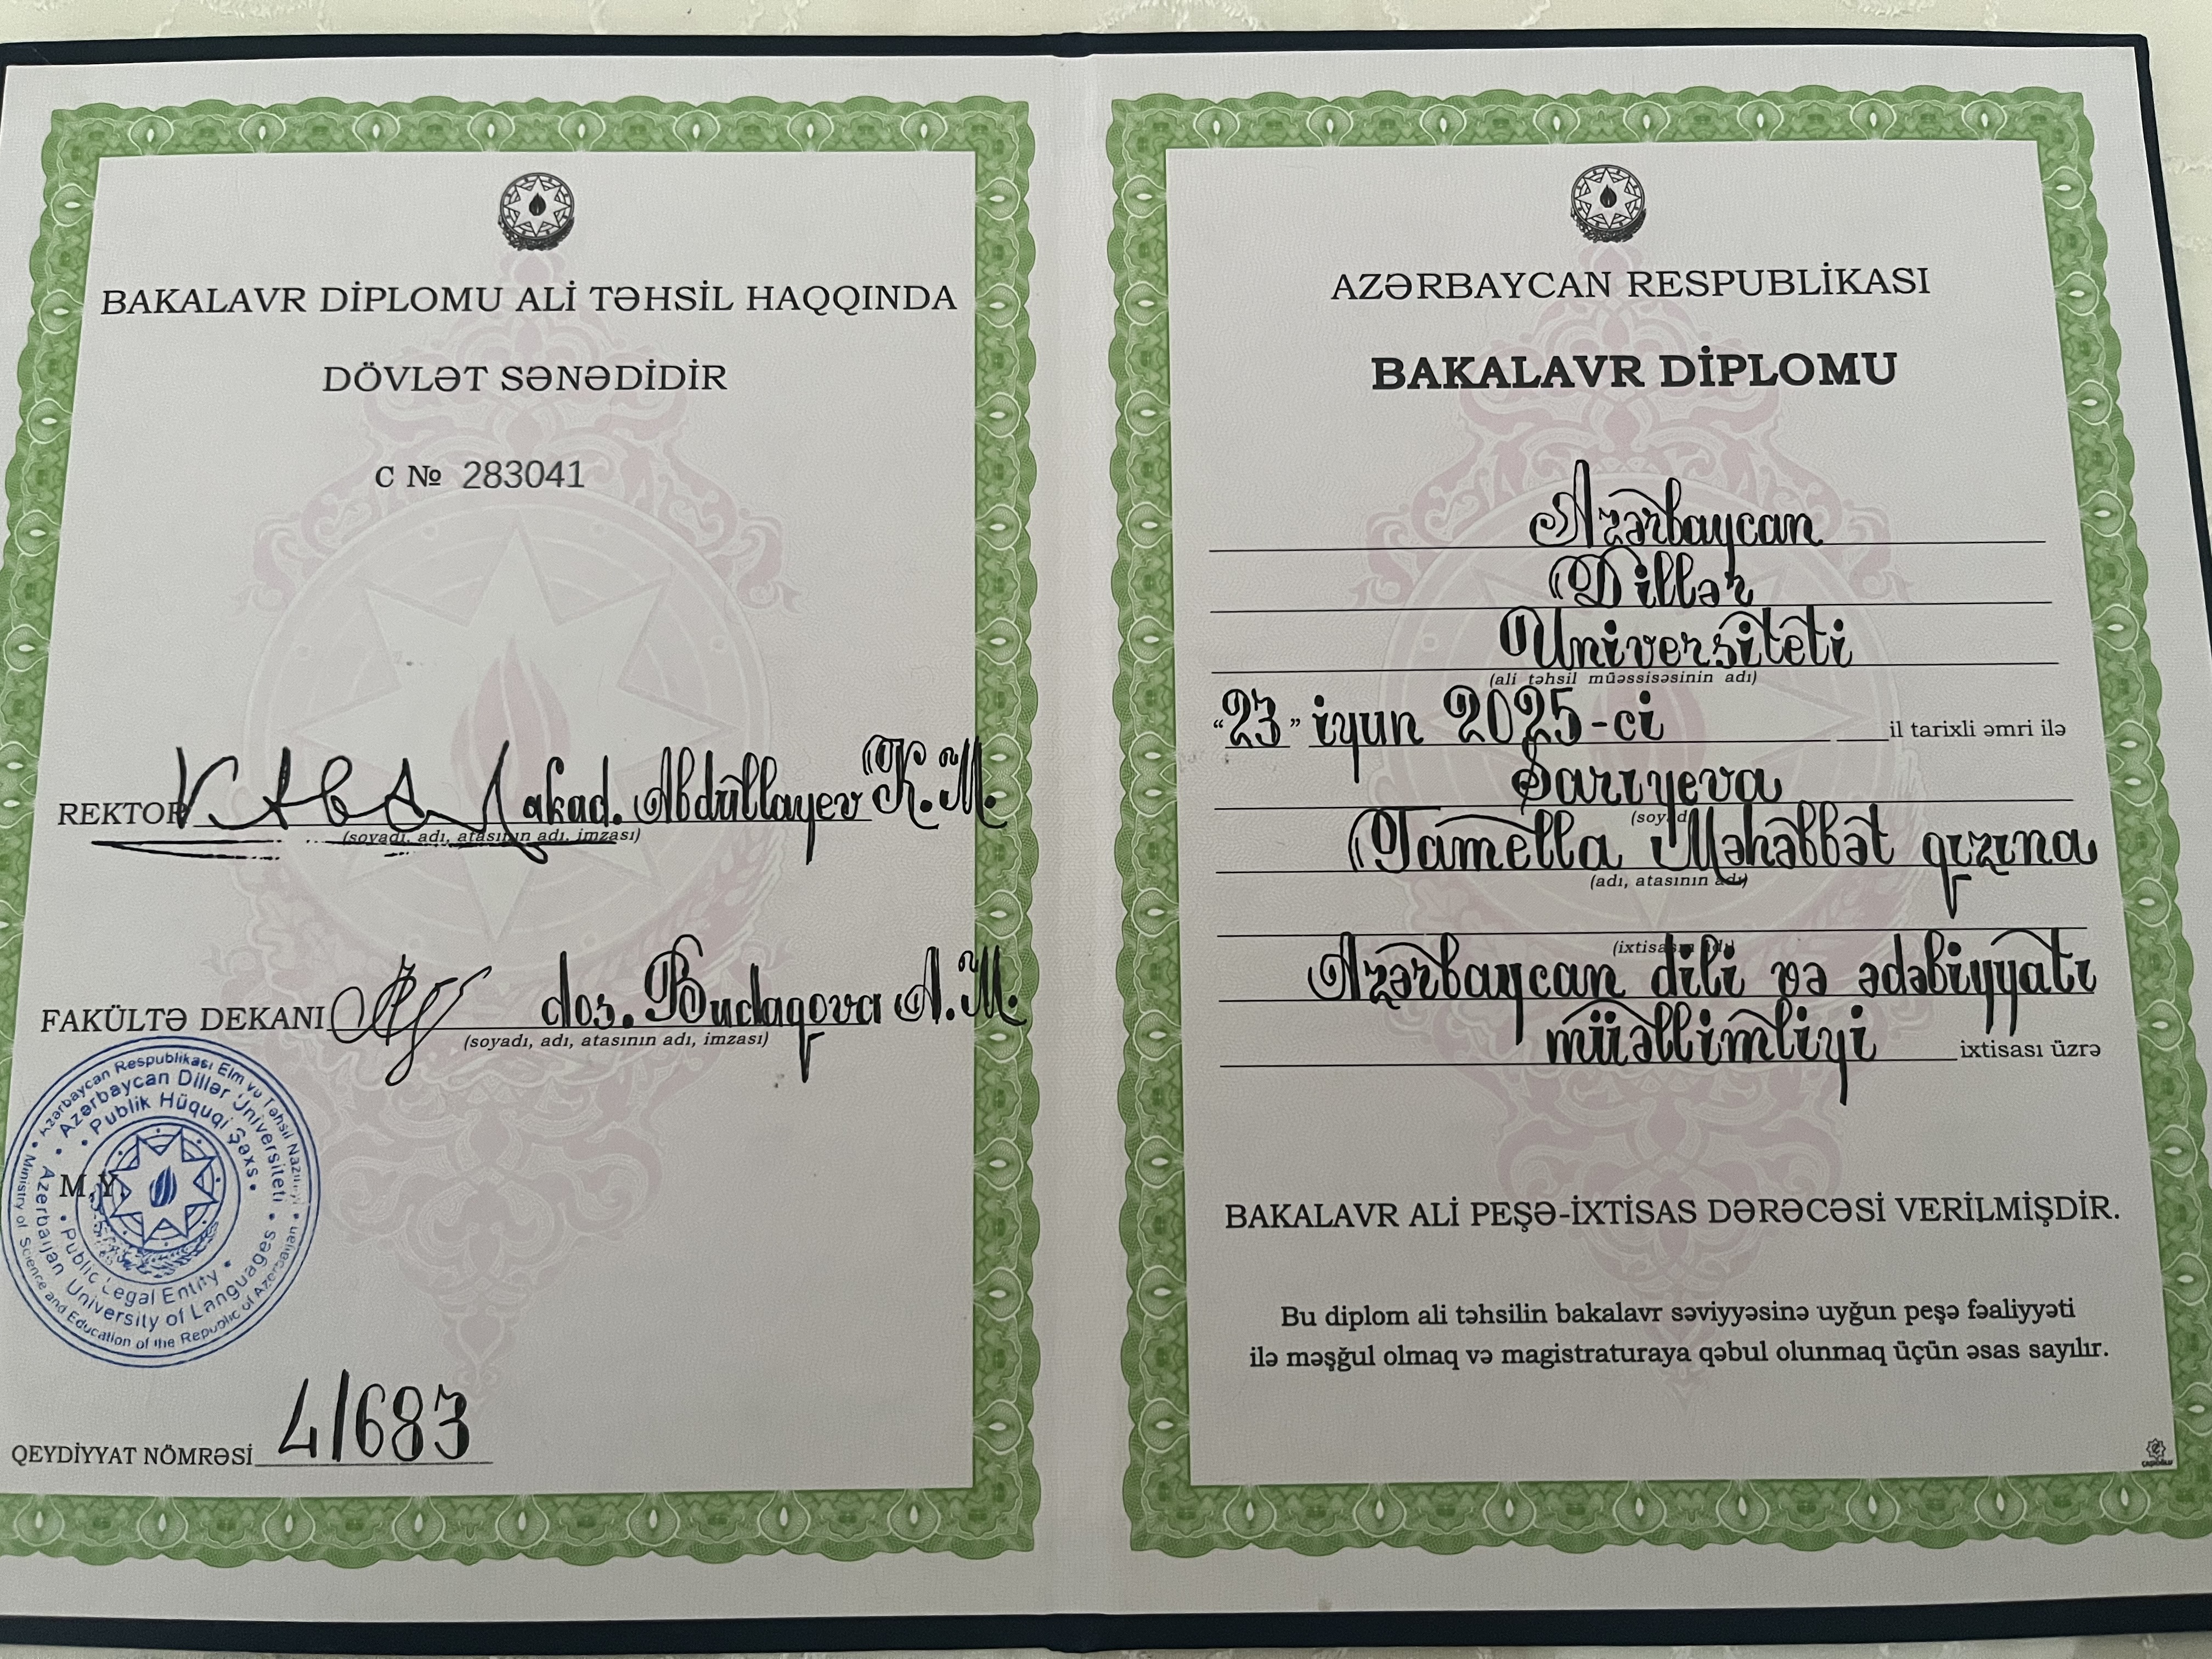 BAKALAVR DİPLOMU ALİ TƏHSİL HAQQINDA
DÖVLƏT SƏNƏDİDİR
C № 283041
REKTOR akad. Abdullayev K.M.
(soyadı, adı, atasının adı, imzası)
FAKÜLTƏ DEKANI dos. Budaqova A.M.
(soyadı, adı, atasının adı, imzası)
Azərbaycan Respublikası Elm və Təhsil Nazirliyi
Azərbaycan Dillər Universiteti
Publik Hüquqi Şəxs
M.Y.
Public Legal Entity
Azerbaijan University of Languages
Ministry of Science and Education of the Republic of Azerbaijan
QEYDİYYAT NÖMRƏSİ 4/683
AZƏRBAYCAN RESPUBLİKASI
BAKALAVR DİPLOMU
Azərbaycan
Dillər
Universiteti
(ali təhsil müəssisəsinin adı)
"23" iyun 2025-ci il tarixli əmri ilə
Sarıyeva
(soyad
Tamella Məhəbbət qızına
(adı, atasının adı)
(ixtisasın adı)
Azərbaycan dili və ədəbiyyatı
müəllimliyi ixtisası üzrə
BAKALAVR ALİ PEŞƏ-İXTİSAS DƏRƏCƏSİ VERİLMİŞDİR.
Bu diplom ali təhsilin bakalavr səviyyəsinə uyğun peşə fəaliyyəti
ilə məşğul olmaq və magistraturaya qəbul olunmaq üçün əsas sayılır.
ÇAŞIOĞLU